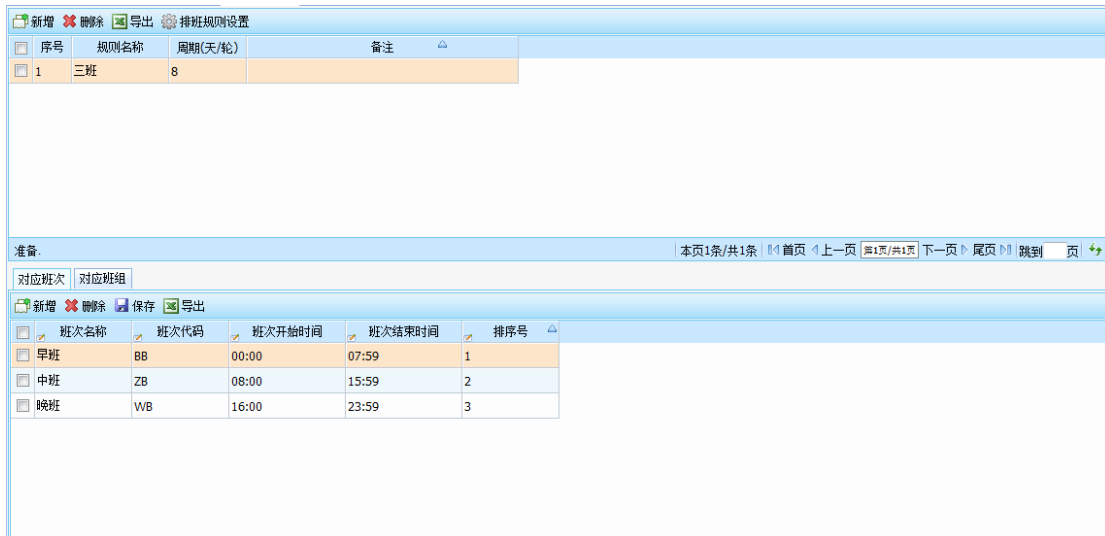 新增 删除 导出 排班规则设置
序号 规则名称 周期(天/轮) 备注
1 三班 8
准备. 本页1条/共1条 首页 上一页 第1页/共1页 下一页 尾页 跳到 页
对应班次 对应班组
新增 删除 保存 导出
班次名称 班次代码 班次开始时间 班次结束时间 排序号
早班 BB 00:00 07:59 1
中班 ZB 08:00 15:59 2
晚班 WB 16:00 23:59 3